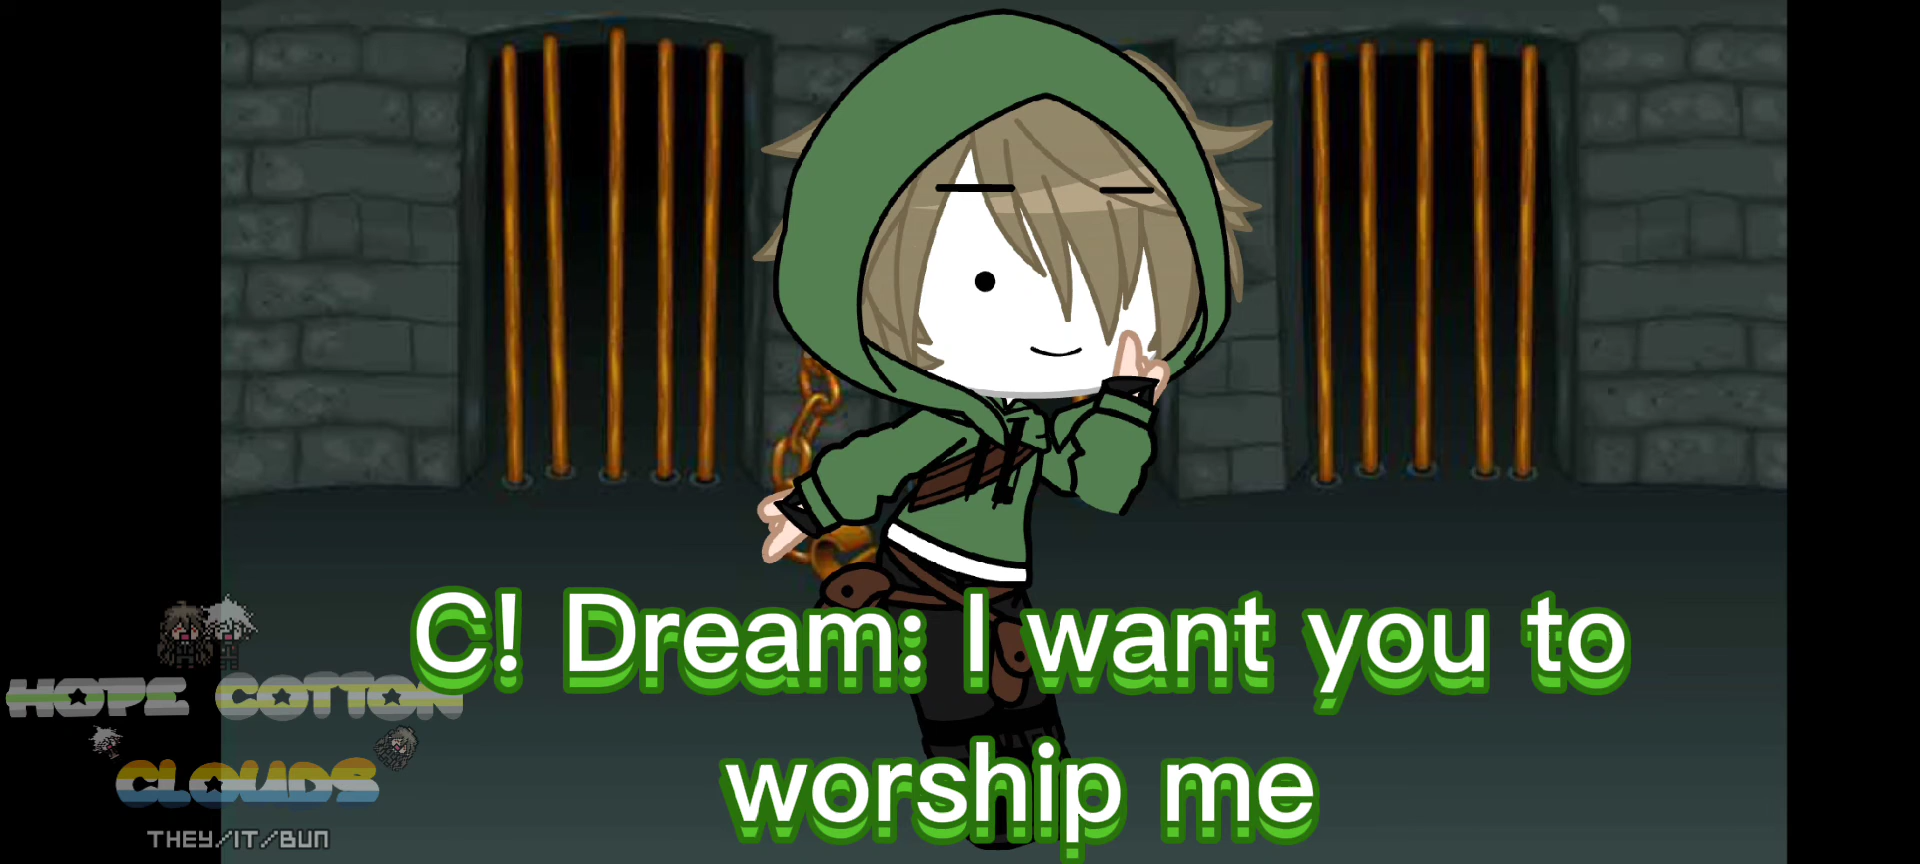 C! Dream: I want you to
worship me
HOPE COTTON
CLOUDS
THEY/IT/BUN